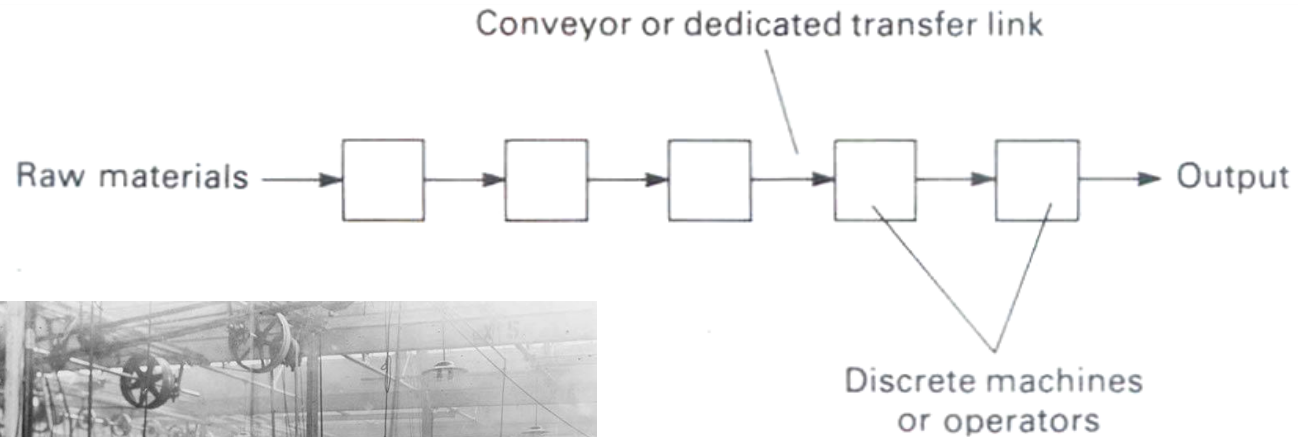 Conveyor or dedicated transfer link
Raw materials
Output
Discrete machines
or operators